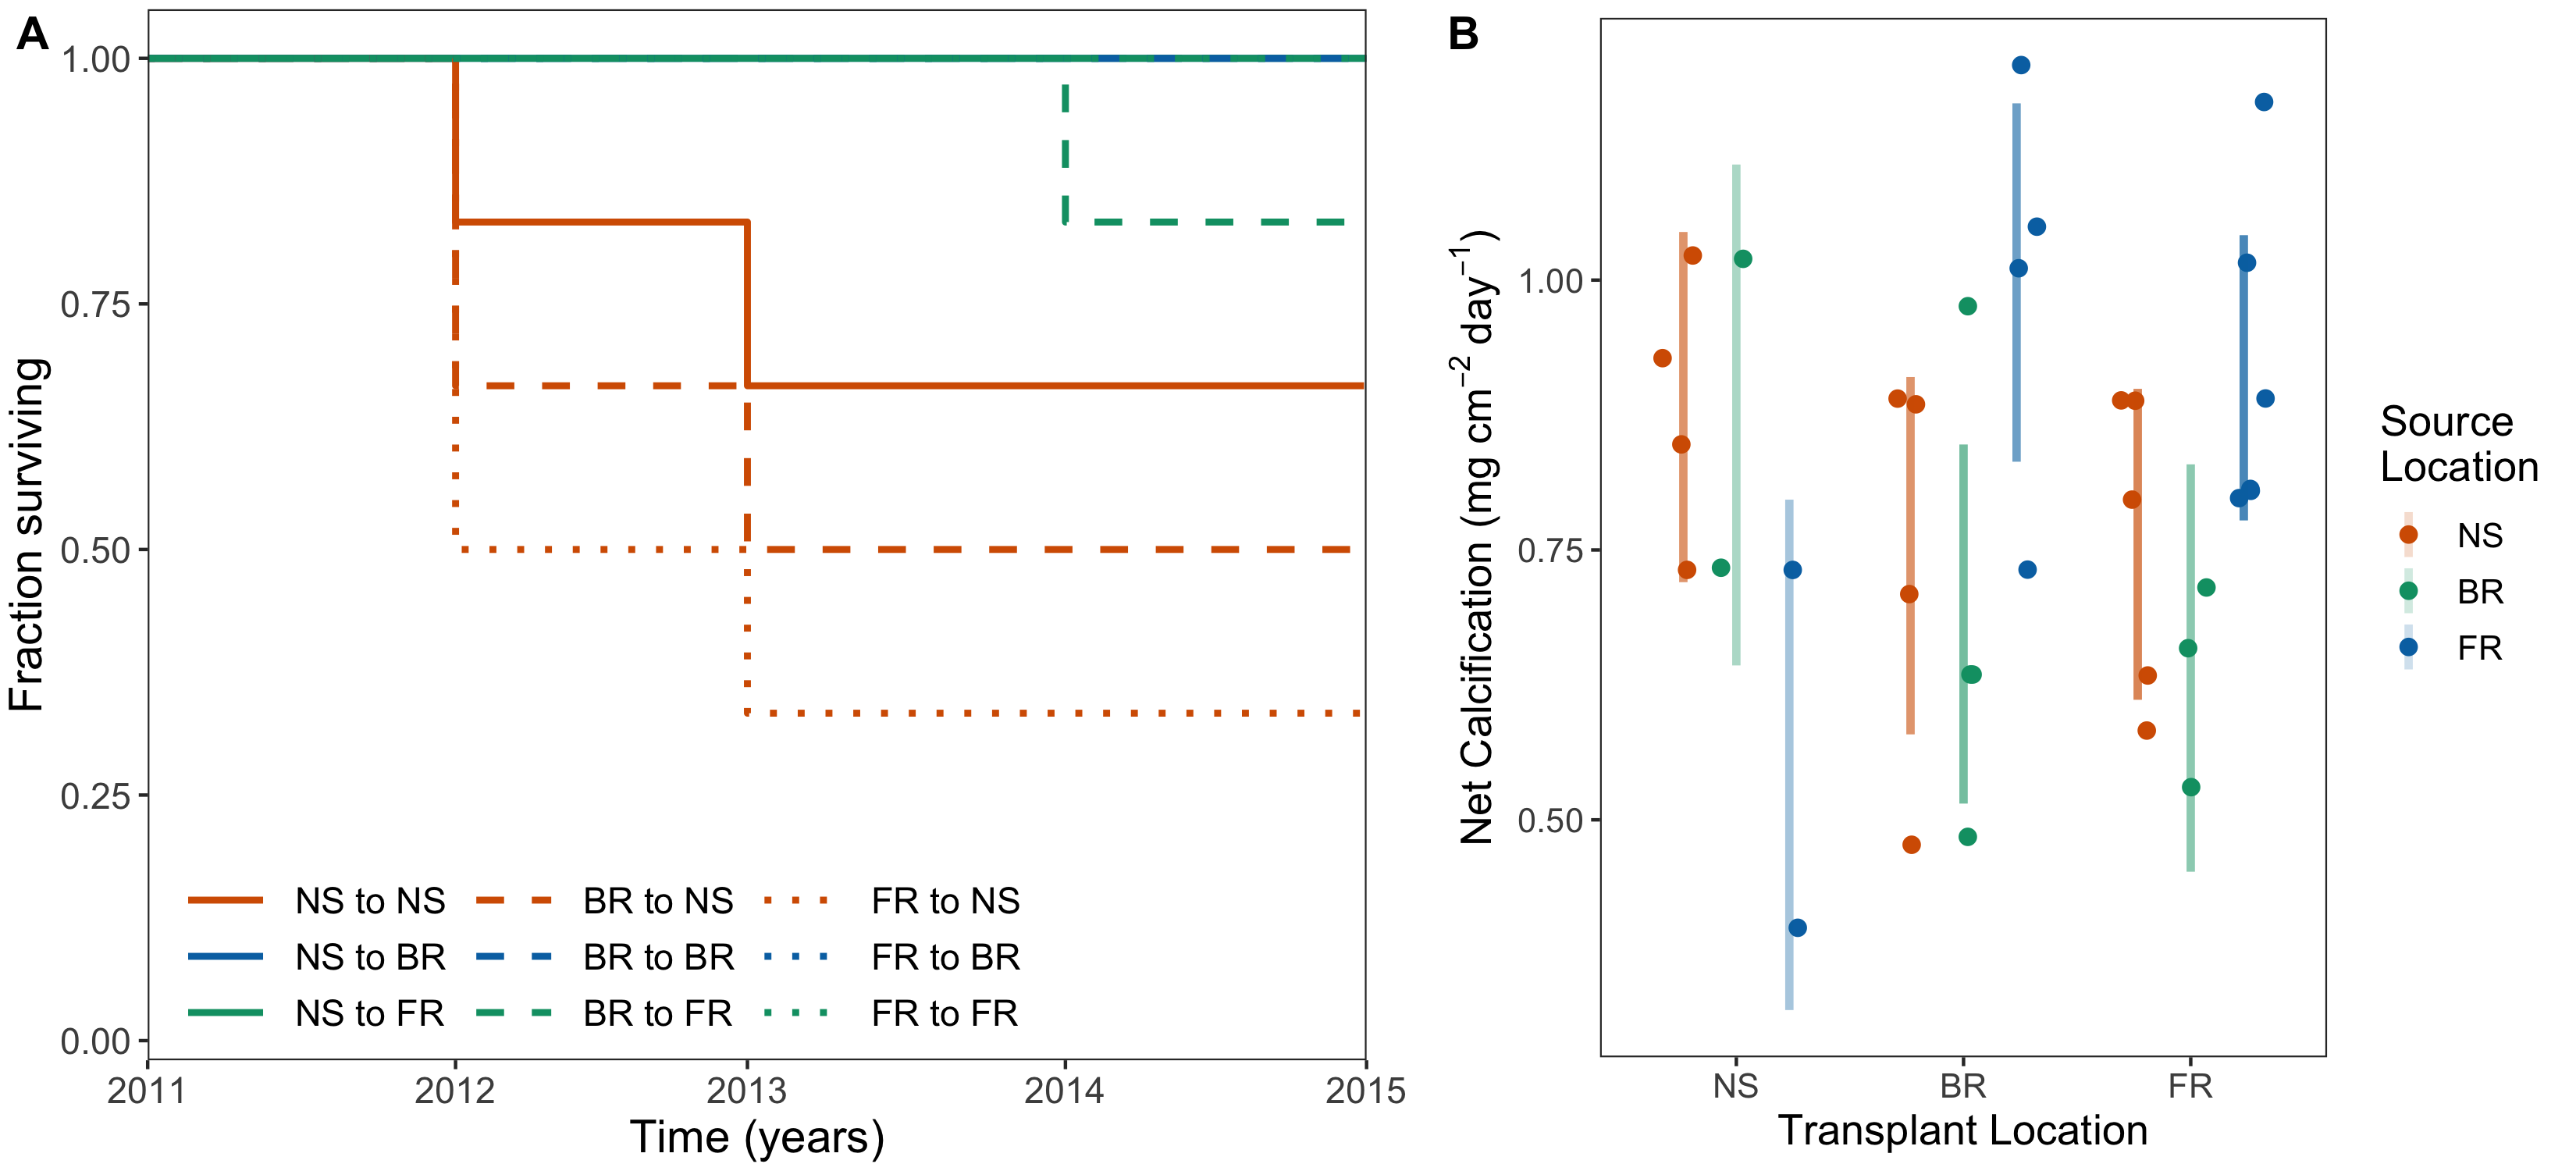 A
1.00
0.75
0.50
0.25
0.00
Fraction surviving
NS to NS BR to NS FR to NS
NS to BR BR to BR FR to BR
NS to FR BR to FR FR to FR
2011 2012 2013 2014 2015
Time (years)
B
1.00
0.75
0.50
Net Calcification (mg cm⁻² day⁻¹)
NS BR FR
Transplant Location
Source
Location
NS
BR
FR